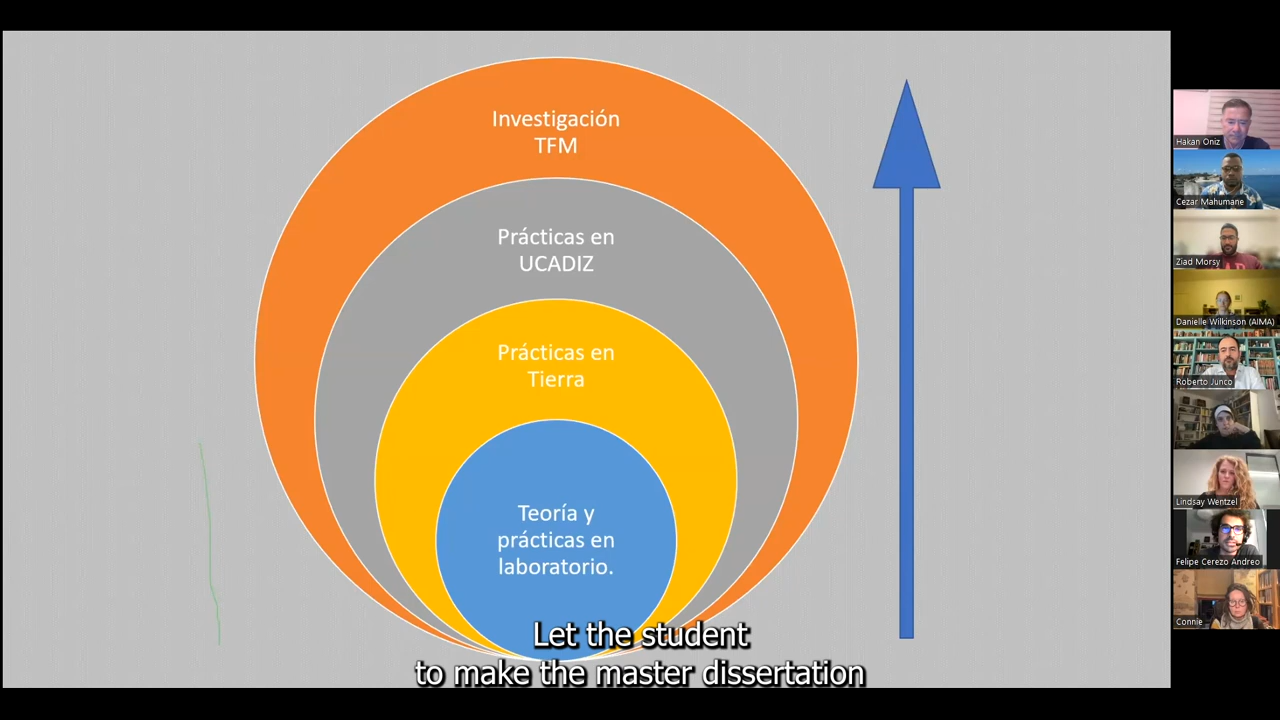 Investigación
TFM
Prácticas en
UCADIZ
Prácticas en
Tierra
Teoría y
prácticas en
laboratorio.
Let the student
to make the master dissertation
Hakan Oniz
Cezar Mahumane
Ziad Morsy
Danielle Wilkinson (AIMA)
Roberto Junco
Lindsay Wentzel
Felipe Cerezo Andreo
Connie